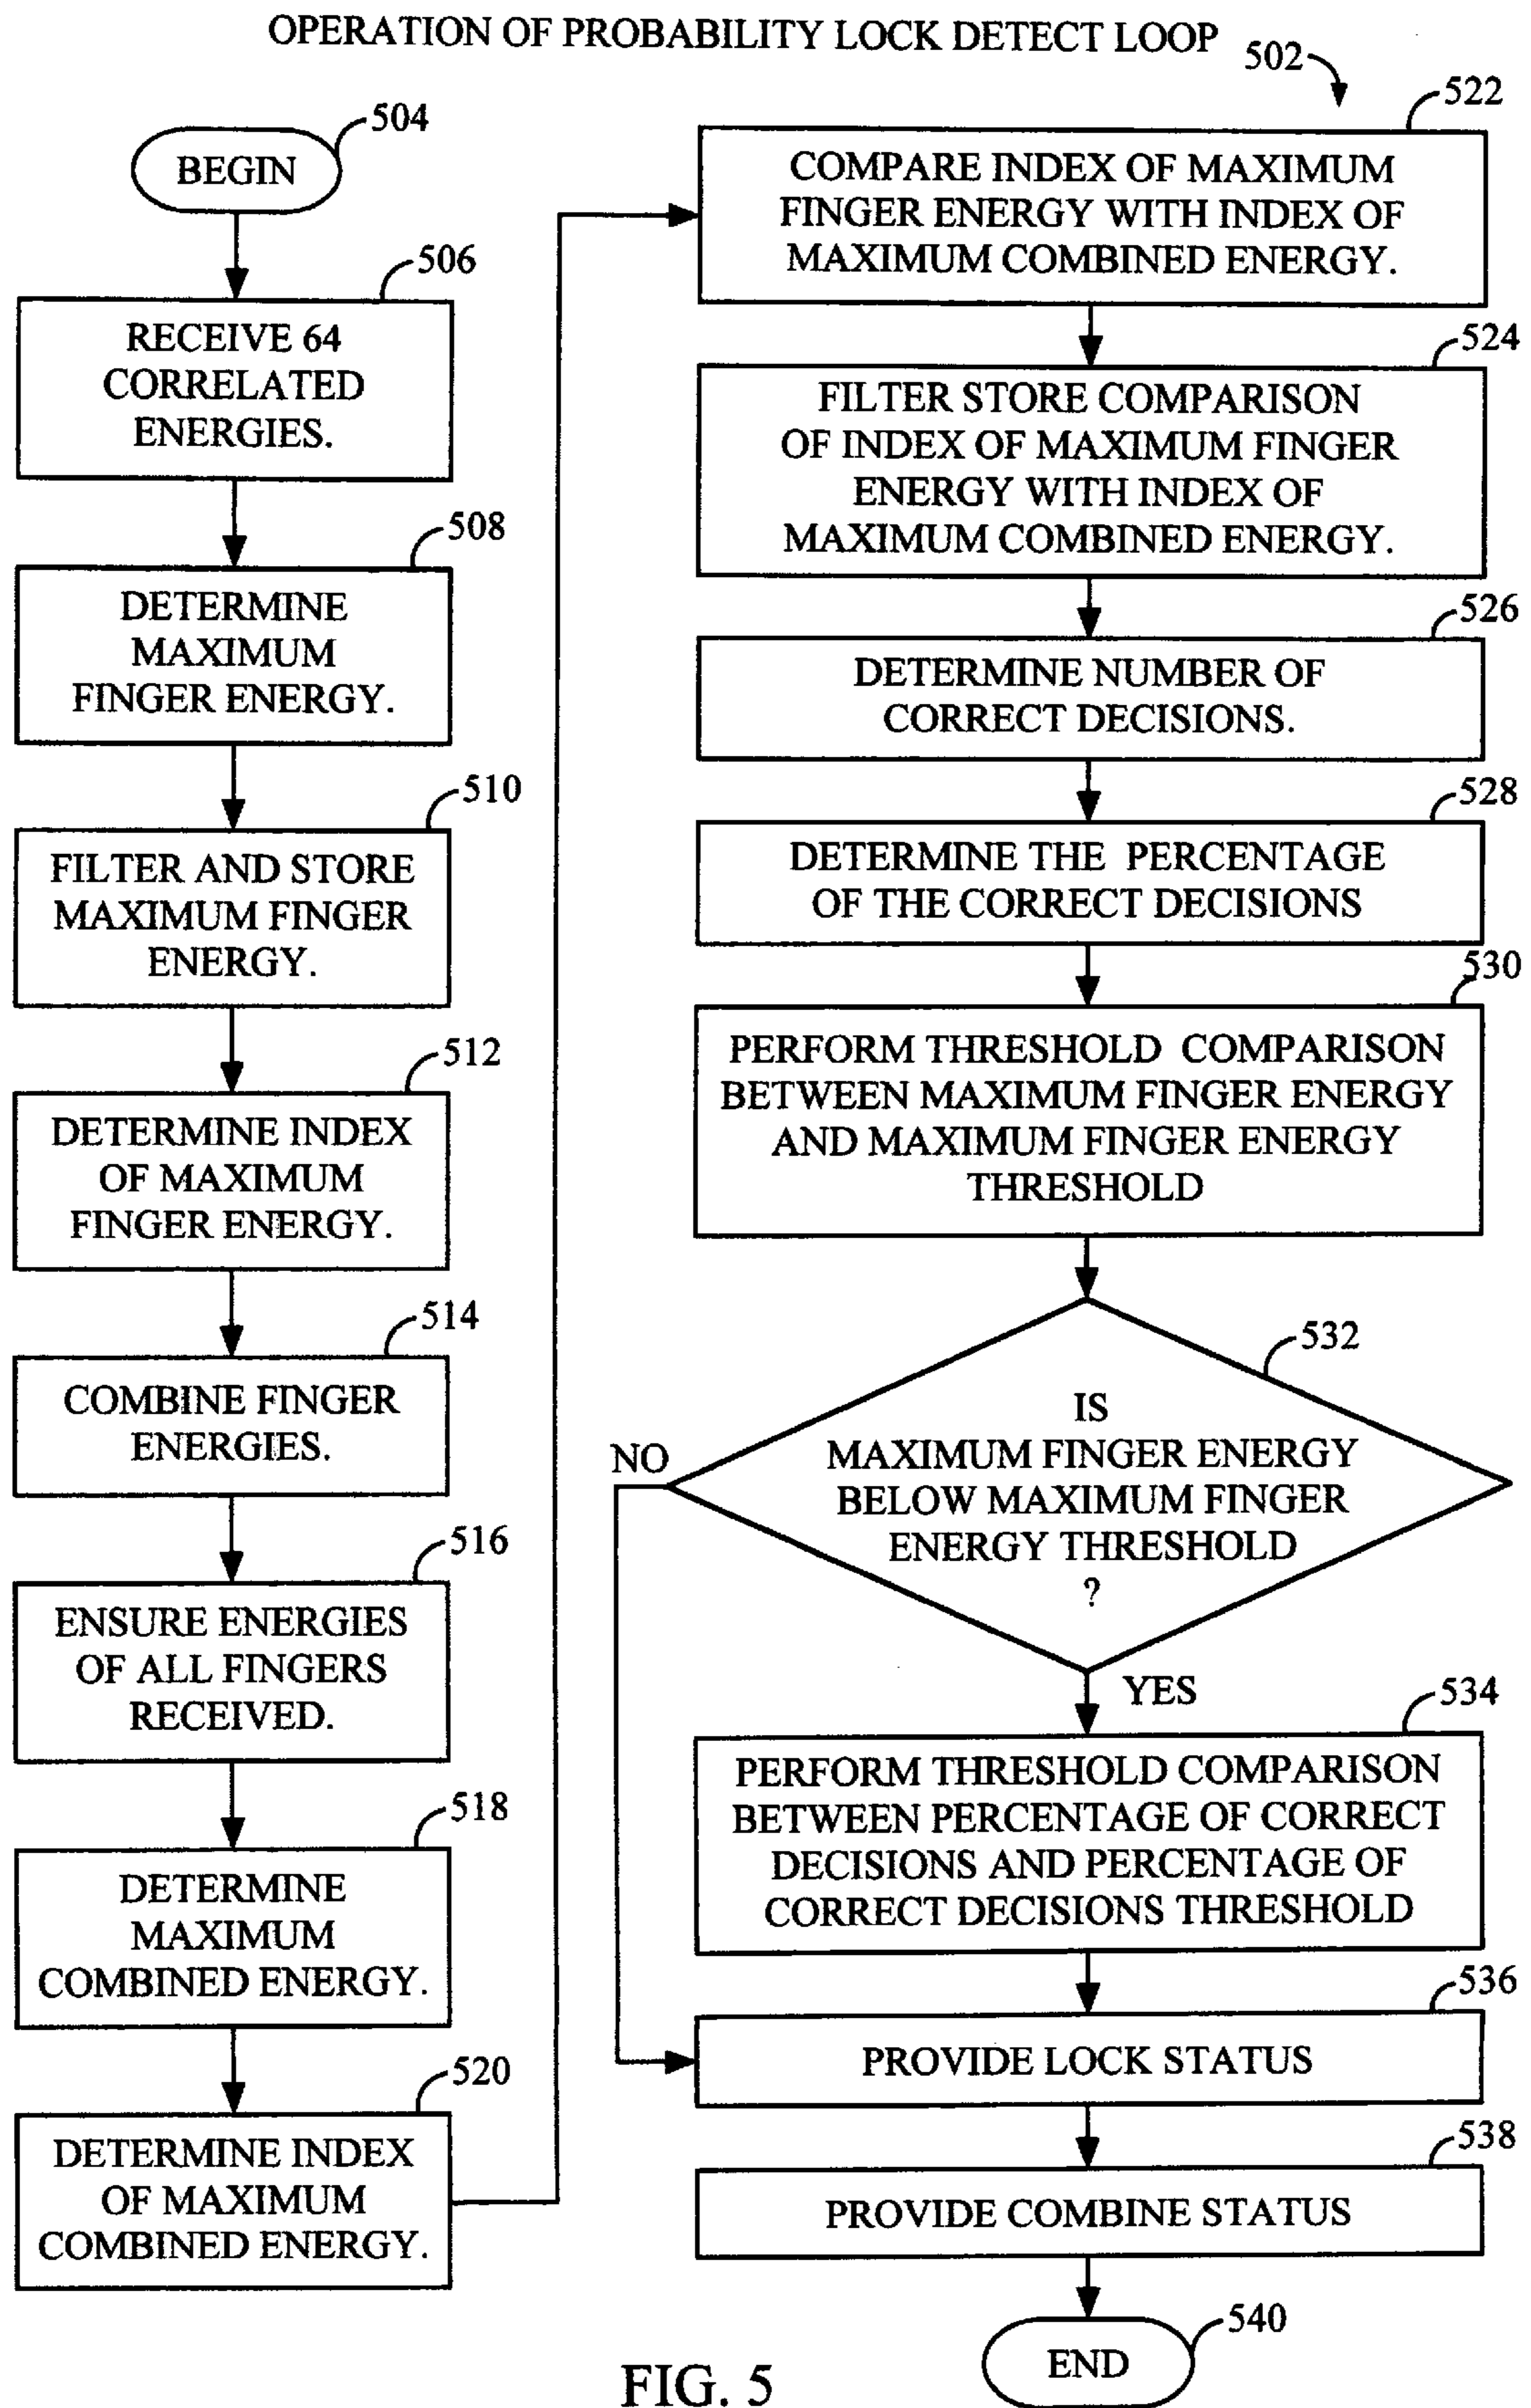 OPERATION OF PROBABILITY LOCK DETECT LOOP
502
504
BEGIN
506
RECEIVE 64
CORRELATED
ENERGIES.
508
DETERMINE
MAXIMUM
FINGER ENERGY.
510
FILTER AND STORE
MAXIMUM FINGER
ENERGY.
512
DETERMINE INDEX
OF MAXIMUM
FINGER ENERGY.
514
COMBINE FINGER
ENERGIES.
516
ENSURE ENERGIES
OF ALL FINGERS
RECEIVED.
518
DETERMINE
MAXIMUM
COMBINED ENERGY.
520
DETERMINE INDEX
OF MAXIMUM
COMBINED ENERGY.
522
COMPARE INDEX OF MAXIMUM
FINGER ENERGY WITH INDEX OF
MAXIMUM COMBINED ENERGY.
524
FILTER STORE COMPARISON
OF INDEX OF MAXIMUM FINGER
ENERGY WITH INDEX OF
MAXIMUM COMBINED ENERGY.
526
DETERMINE NUMBER OF
CORRECT DECISIONS.
528
DETERMINE THE PERCENTAGE
OF THE CORRECT DECISIONS
530
PERFORM THRESHOLD COMPARISON
BETWEEN MAXIMUM FINGER ENERGY
AND MAXIMUM FINGER ENERGY
THRESHOLD
532
IS
MAXIMUM FINGER ENERGY
BELOW MAXIMUM FINGER
ENERGY THRESHOLD
?
NO
YES
534
PERFORM THRESHOLD COMPARISON
BETWEEN PERCENTAGE OF CORRECT
DECISIONS AND PERCENTAGE OF
CORRECT DECISIONS THRESHOLD
536
PROVIDE LOCK STATUS
538
PROVIDE COMBINE STATUS
540
END
FIG. 5